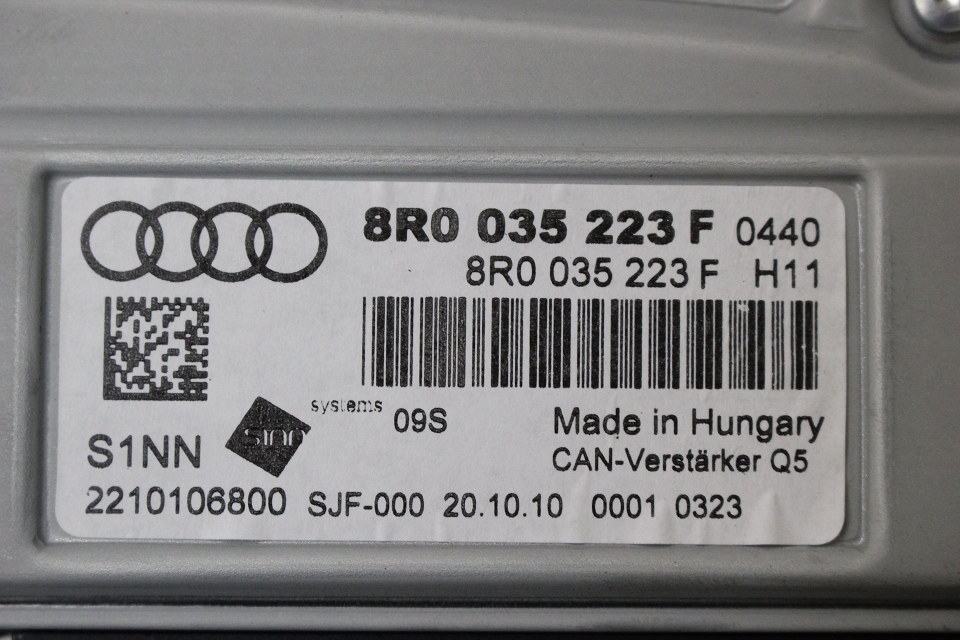 8R0 035 223 F 0440
8R0 035 223 F H11
systems
sinn
09S
Made in Hungary
S1NN
CAN-Verstärker Q5
2210106800 SJF-000 20.10.10 0001 0323